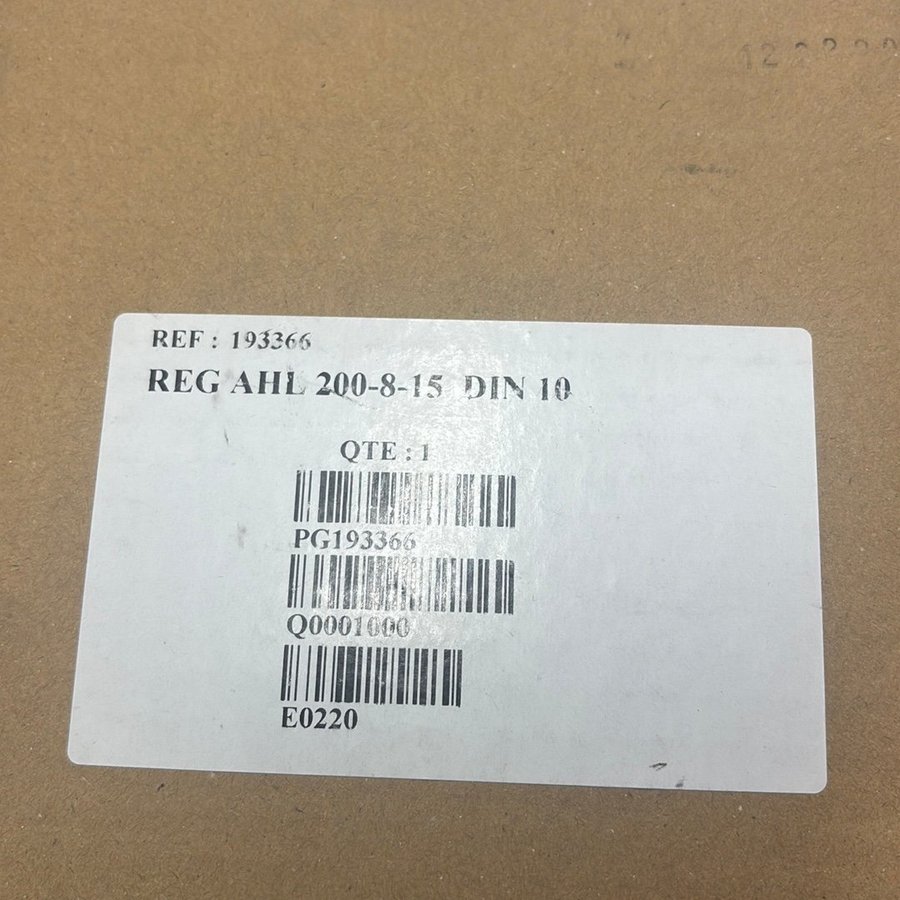 REF : 193366
REG AHL 200-8-15 DIN 10
QTE : 1
PG193366
Q0001000
E0220